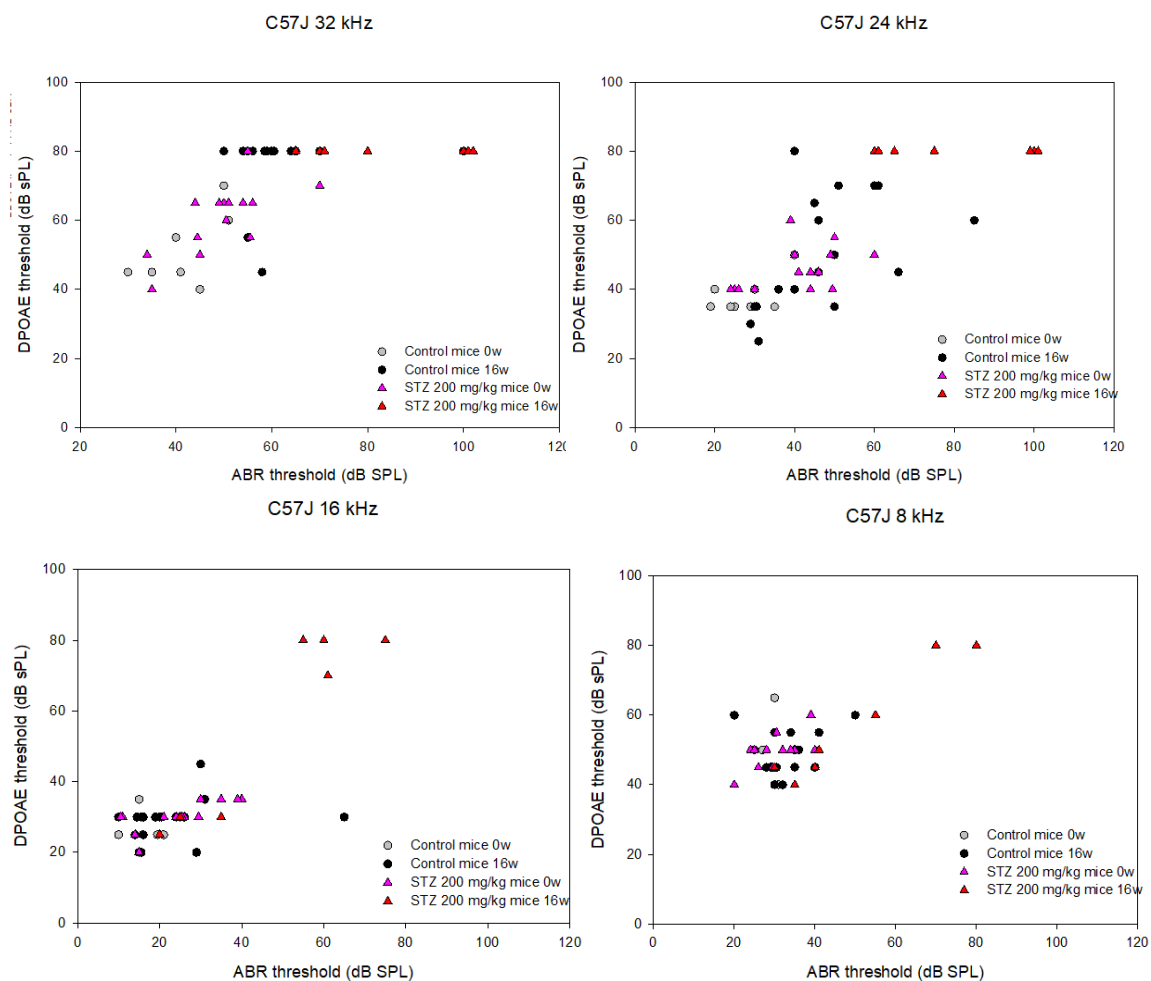 C57J 32 kHz
100
80
60
40
20
0
20
40
60
80
100
120
DPOAE threshold (dB sPL)
ABR threshold (dB SPL)
Control mice 0w
Control mice 16w
STZ 200 mg/kg mice 0w
STZ 200 mg/kg mice 16w
C57J 24 kHz
100
80
60
40
20
0
0
20
40
60
80
100
120
DPOAE threshold (dB sPL)
ABR threshold (dB SPL)
Control mice 0w
Control mice 16w
STZ 200 mg/kg mice 0w
STZ 200 mg/kg mice 16w
C57J 16 kHz
100
80
60
40
20
0
0
20
40
60
80
100
120
DPOAE threshold (dB sPL)
ABR threshold (dB SPL)
Control mice 0w
Control mice 16w
STZ 200 mg/kg mice 0w
STZ 200 mg/kg mice 16w
C57J 8 kHz
100
80
60
40
20
0
0
20
40
60
80
100
120
DPOAE threshold (dB sPL)
ABR threshold (dB SPL)
Control mice 0w
Control mice 16w
STZ 200 mg/kg mice 0w
STZ 200 mg/kg mice 16w